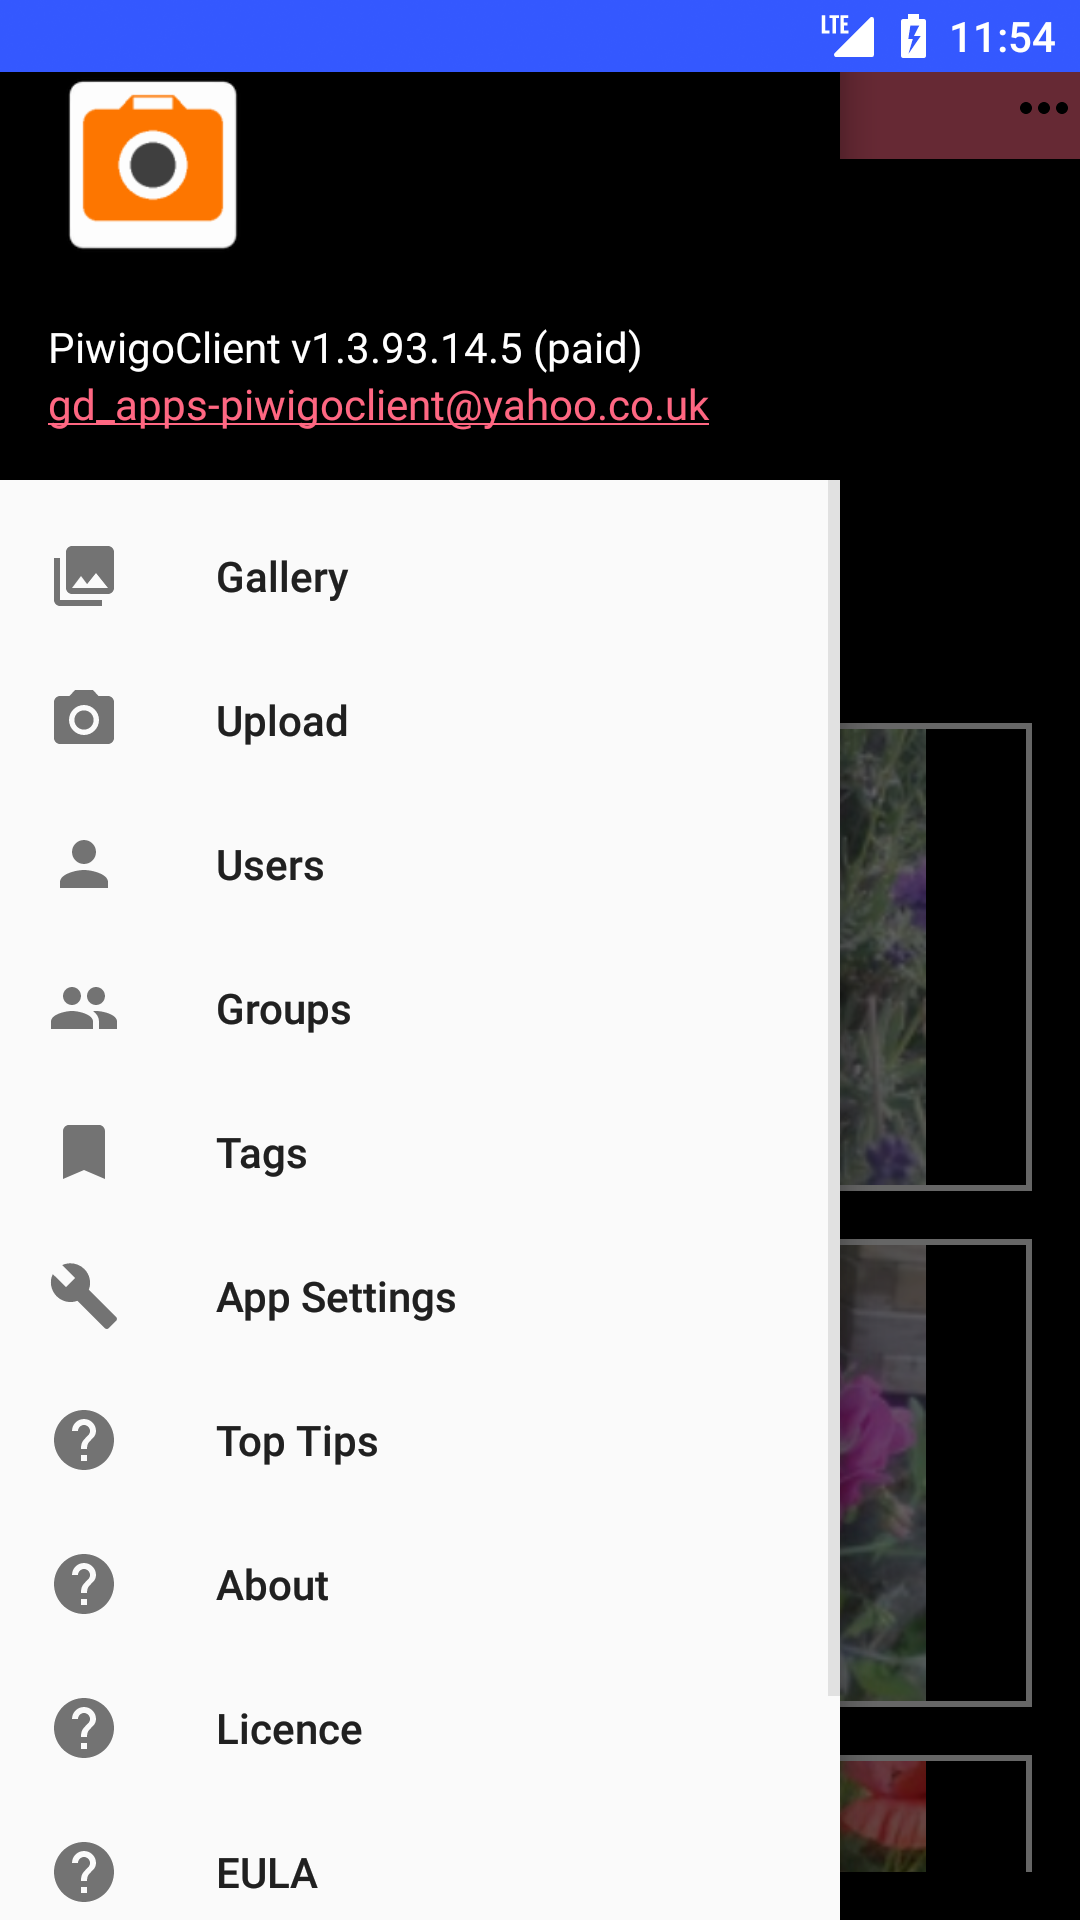 LTE 11:54
PiwigoClient v1.3.93.14.5 (paid)
gd_apps-piwigoclient@yahoo.co.uk
Gallery
Upload
Users
Groups
Tags
App Settings
Top Tips
About
Licence
EULA